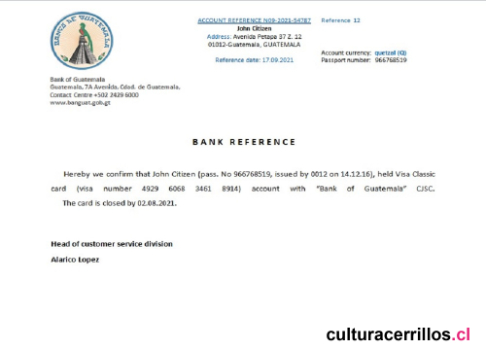 BANCO DE GUATEMALA
ACCOUNT REFERENCE N09-2021-54787
John Citizen
Address: Avenida Petapa 37 Z. 12
01012-Guatemala, GUATEMALA
Reference date: 17.09.2021
Reference 12
Account currency: quetzal (Q)
Passport number: 966768519
Bank of Guatemala
Guatemala, 7A Avenida, Cdad. de Guatemala,
Contact Centre +502 2429 6000
www.banguat.gob.gt
BANK REFERENCE
Hereby we confirm that John Citizen (pass. No 966768519, issued by 0012 on 14.12.16), held Visa Classic
card (visa number 4929 6068 3461 8914) account with "Bank of Guatemala" CJSC.
The card is closed by 02.08.2021.
Head of customer service division
Alarico Lopez
culturacerrillos.cl